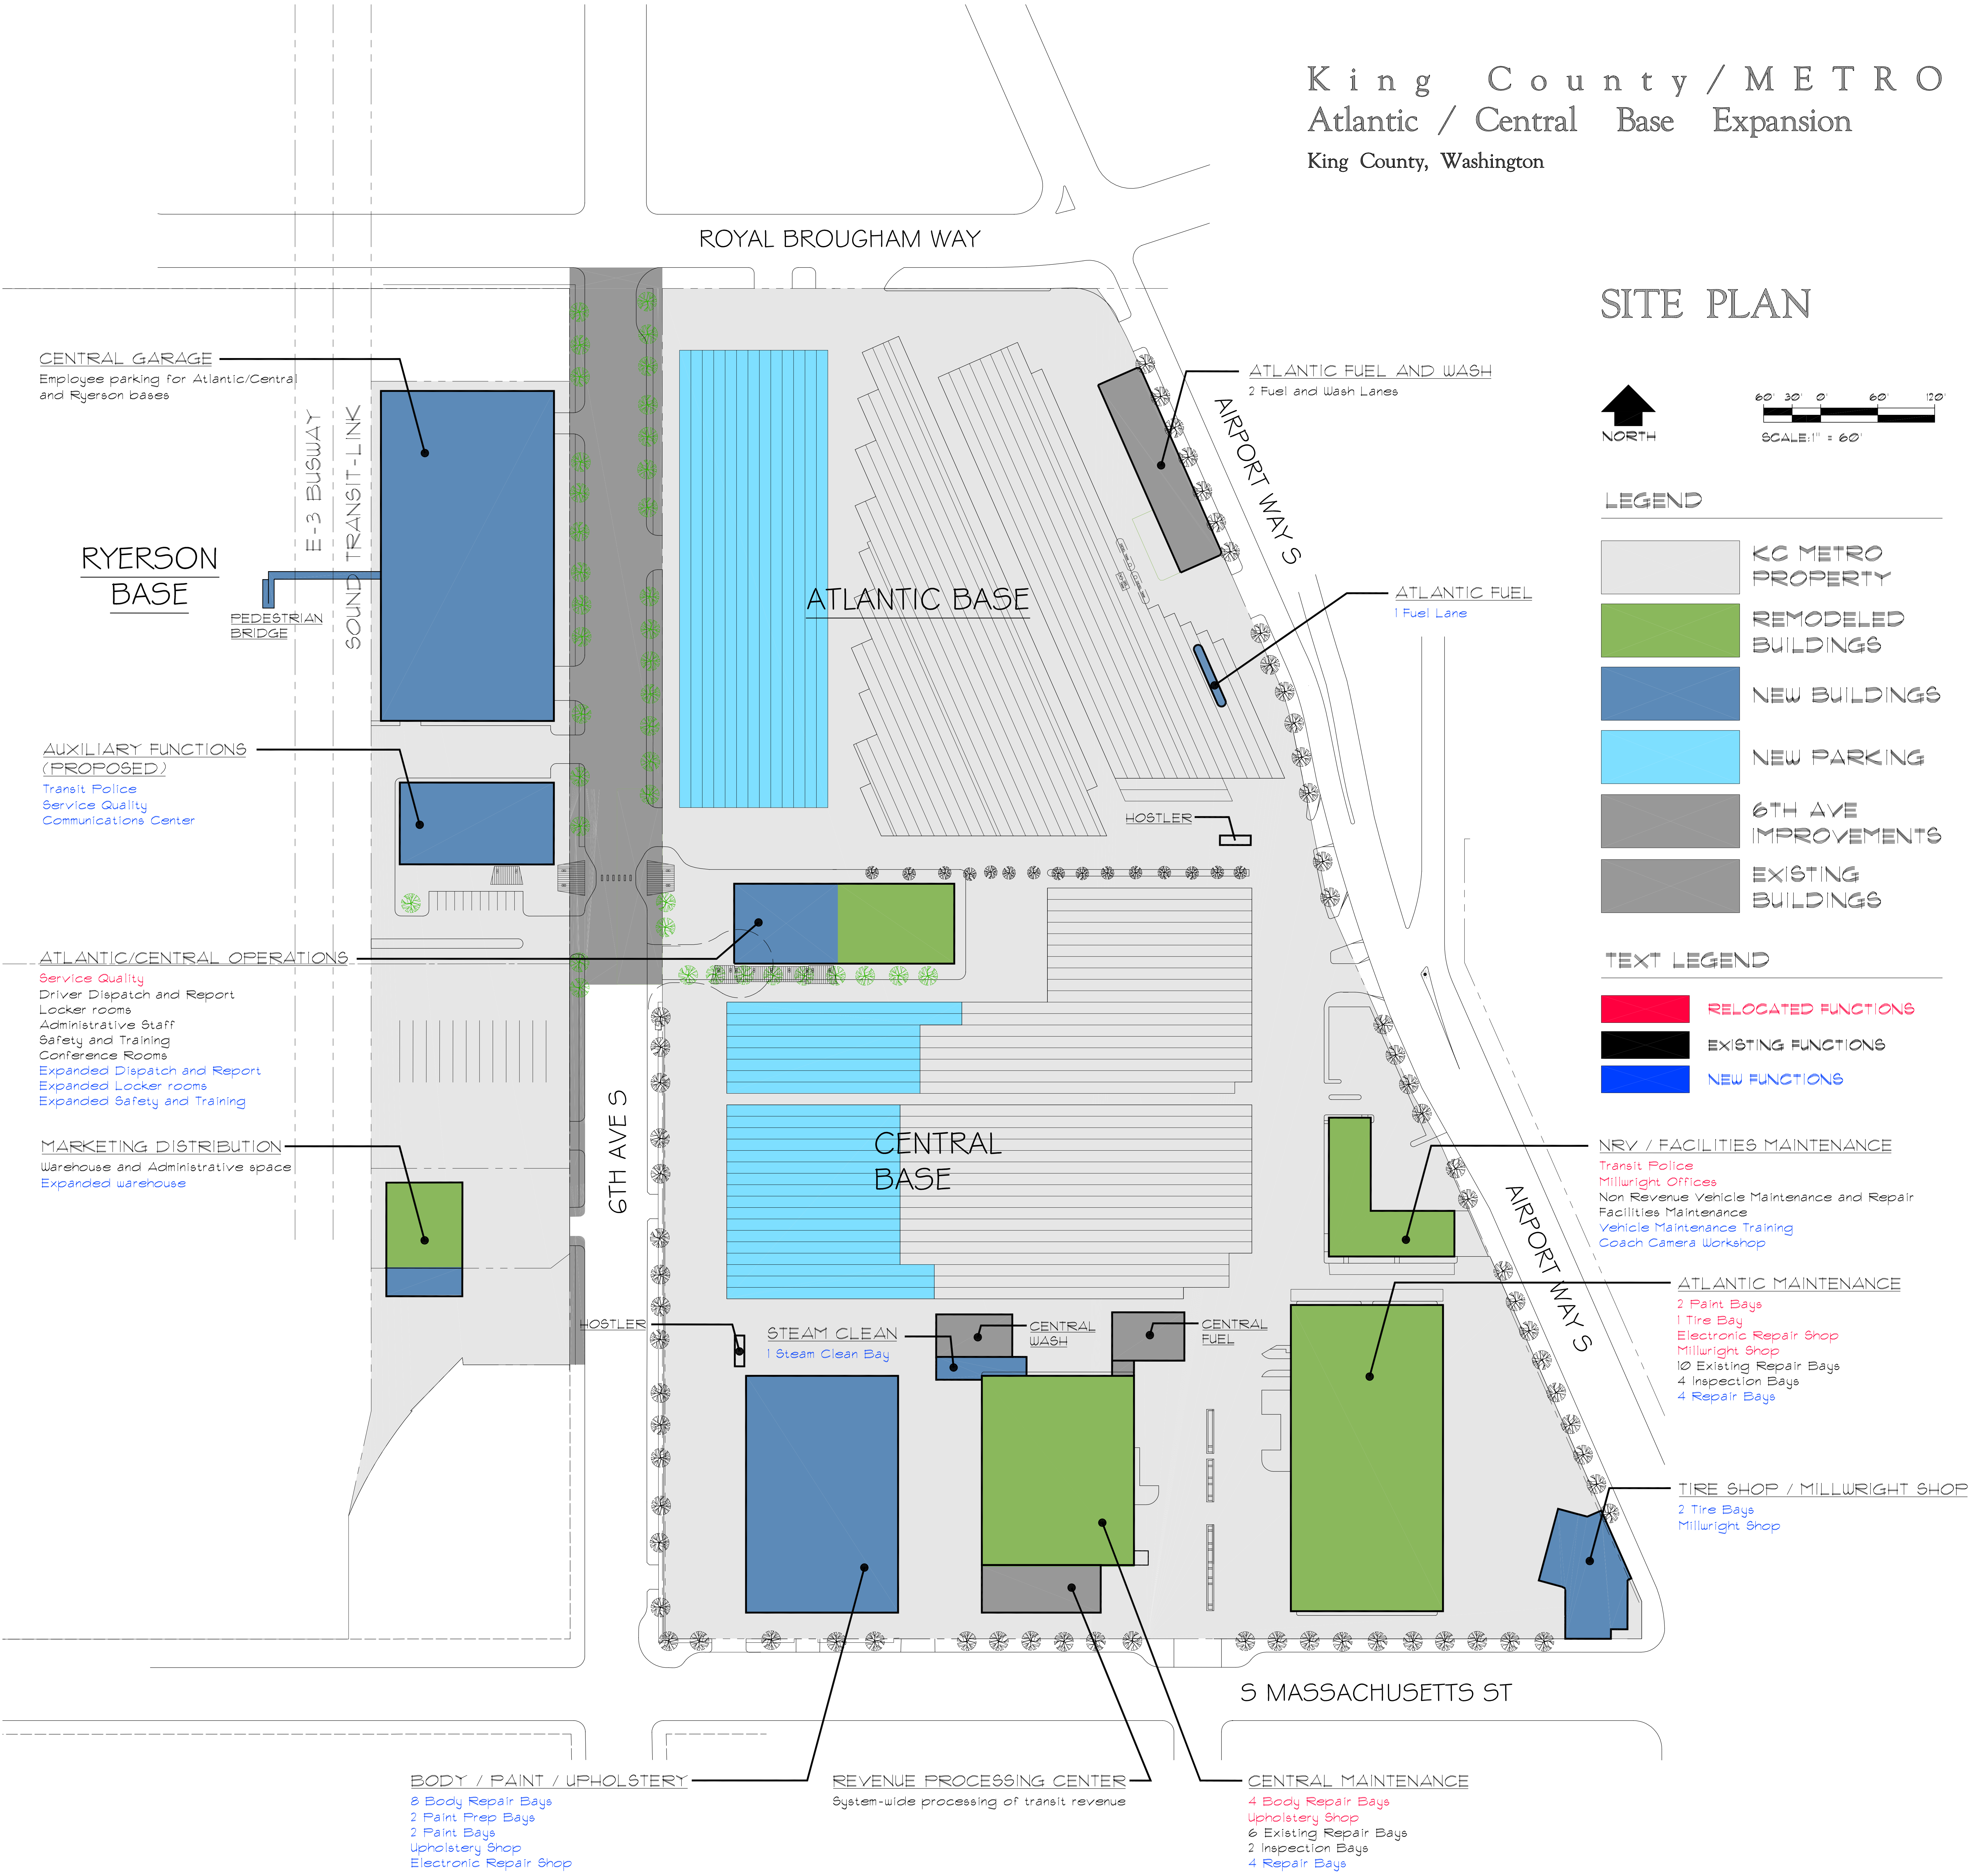 King County/METRO
Atlantic / Central Base Expansion
King County, Washington
ROYAL BROUGHAM WAY
SITE PLAN
NORTH
60' 30' 0' 60' 120'
SCALE: 1" = 60'
LEGEND
KC METRO
PROPERTY
REMODELED
BUILDINGS
NEW BUILDINGS
NEW PARKING
6TH AVE
IMPROVEMENTS
EXISTING
BUILDINGS
TEXT LEGEND
RELOCATED FUNCTIONS
EXISTING FUNCTIONS
NEW FUNCTIONS
CENTRAL GARAGE
Employee parking for Atlantic/Central
and Ryerson bases
E-3 BUSWAY
SOUND TRANSIT-LINK
RYERSON
BASE
PEDESTRIAN
BRIDGE
ATLANTIC BASE
ATLANTIC FUEL AND WASH
2 Fuel and Wash Lanes
AIRPORT WAY S
ATLANTIC FUEL
1 Fuel Lane
AUXILIARY FUNCTIONS
(PROPOSED)
Transit Police
Service Quality
Communications Center
HOSTLER
ATLANTIC/CENTRAL OPERATIONS
Service Quality
Driver Dispatch and Report
Locker rooms
Administrative Staff
Safety and Training
Conference Rooms
Expanded Dispatch and Report
Expanded Locker rooms
Expanded Safety and Training
6TH AVE S
MARKETING DISTRIBUTION
Warehouse and Administrative space
Expanded warehouse
CENTRAL
BASE
NRV / FACILITIES MAINTENANCE
Transit Police
Millwright Offices
Non Revenue Vehicle Maintenance and Repair
Facilities Maintenance
Vehicle Maintenance Training
Coach Camera Workshop
AIRPORT WAY S
ATLANTIC MAINTENANCE
2 Paint Bays
1 Tire Bay
Electronic Repair Shop
Millwright Shop
10 Existing Repair Bays
4 Inspection Bays
4 Repair Bays
HOSTLER
STEAM CLEAN
1 Steam Clean Bay
CENTRAL
WASH
CENTRAL
FUEL
TIRE SHOP / MILLWRIGHT SHOP
2 Tire Bays
Millwright Shop
S MASSACHUSETTS ST
BODY / PAINT / UPHOLSTERY
8 Body Repair Bays
2 Paint Prep Bays
2 Paint Bays
Upholstery Shop
Electronic Repair Shop
REVENUE PROCESSING CENTER
System-wide processing of transit revenue
CENTRAL MAINTENANCE
4 Body Repair Bays
Upholstery Shop
6 Existing Repair Bays
2 Inspection Bays
4 Repair Bays